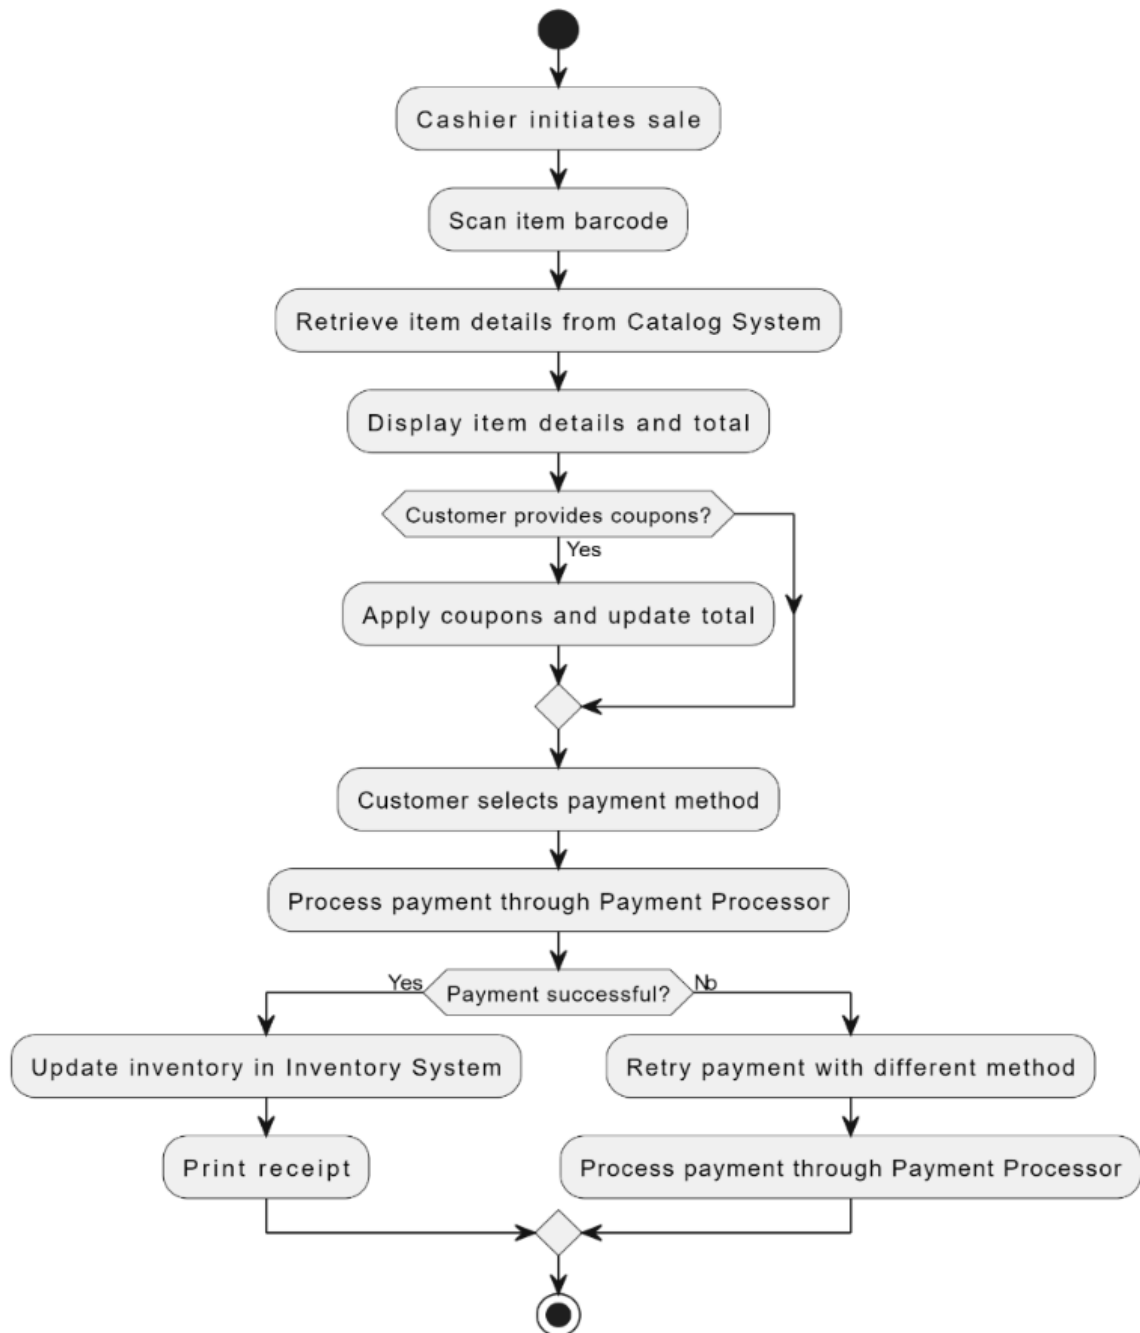 Cashier initiates sale
Scan item barcode
Retrieve item details from Catalog System
Display item details and total
Customer provides coupons?
Yes
Apply coupons and update total
Customer selects payment method
Process payment through Payment Processor
Yes
Payment successful?
No
Update inventory in Inventory System
Retry payment with different method
Print receipt
Process payment through Payment Processor